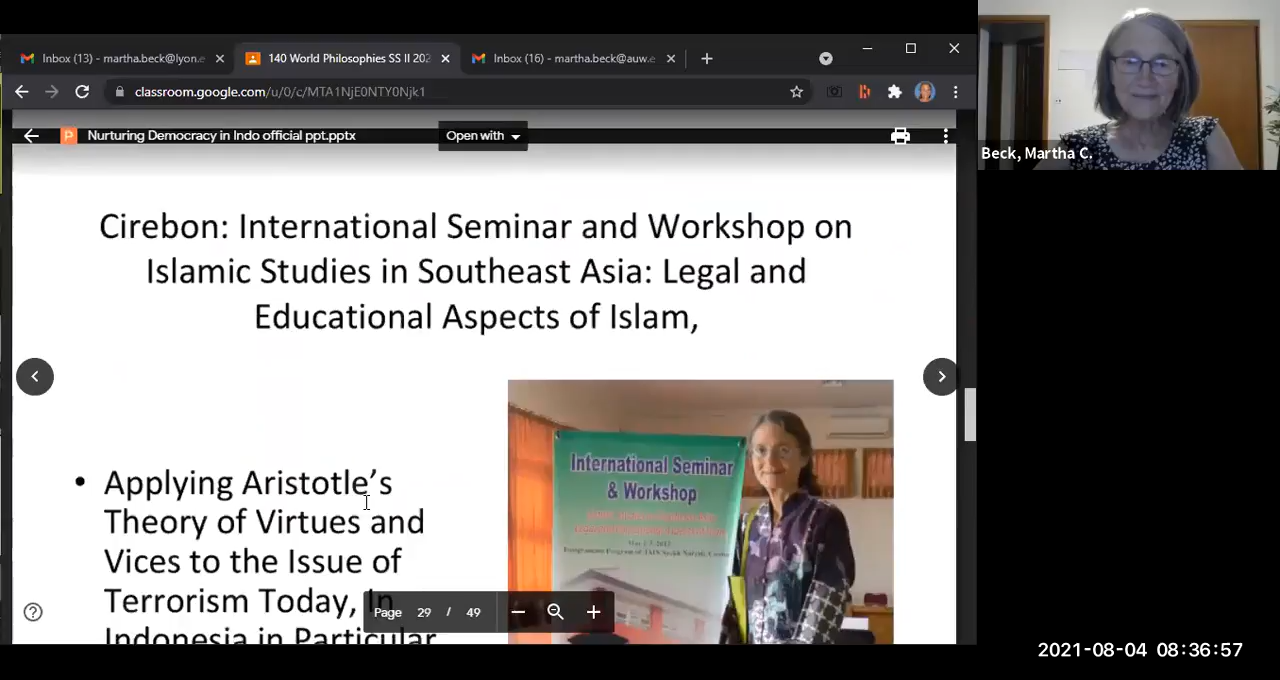 Inbox (13) - martha.beck@lyon.e
140 World Philosophies SS II 202
Inbox (16) - martha.beck@auw.e
classroom.google.com/u/0/c/MTA1NjE0NTY0Njk1
Nurturing Democracy in Indo official ppt.pptx
Open with
Beck, Martha C.
Cirebon: International Seminar and Workshop on
Islamic Studies in Southeast Asia: Legal and
Educational Aspects of Islam,
• Applying Aristotle’s
Theory of Virtues and
Vices to the Issue of
Terrorism Today, In
Indonesia in Particular
International Seminar
& Workshop
Page 29 / 49
2021-08-04 08:36:57